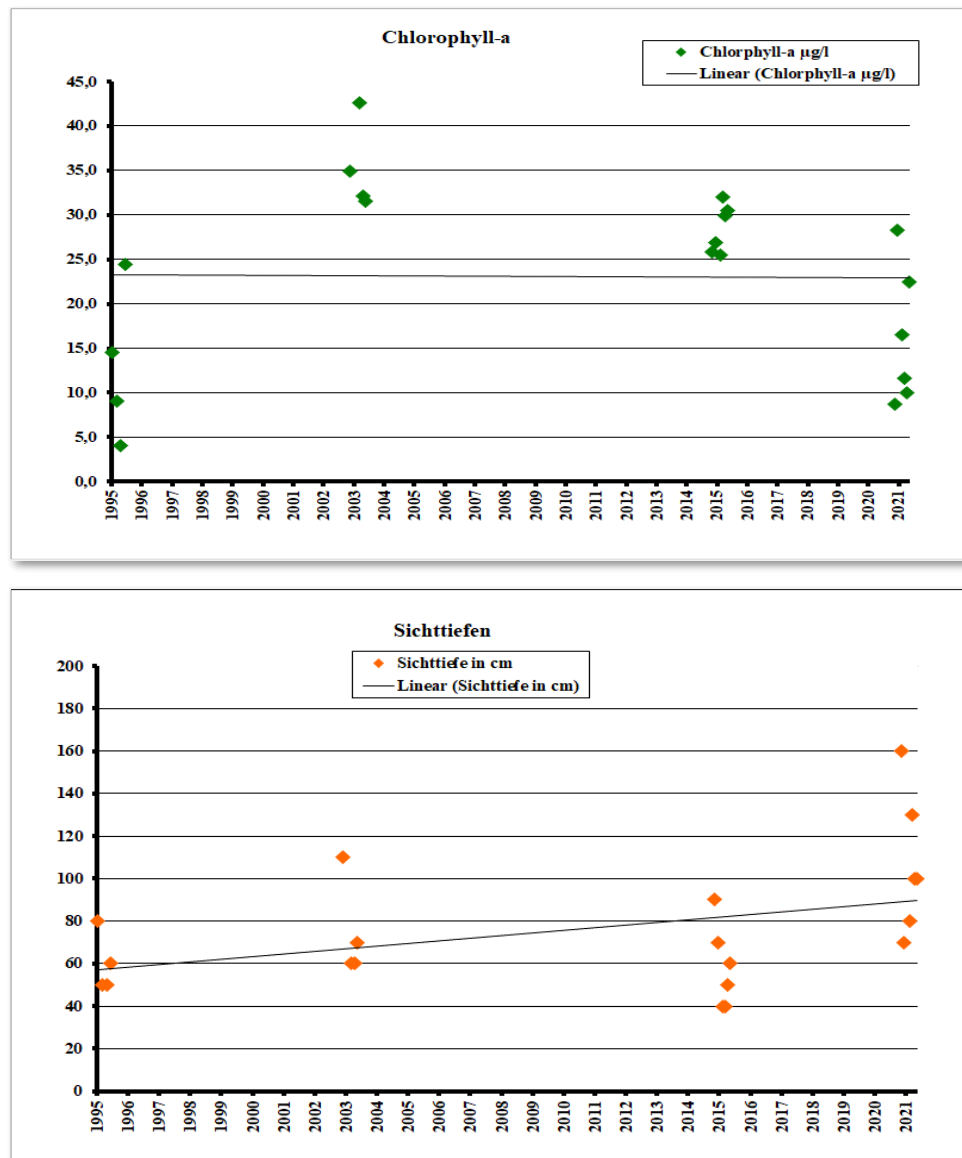 Chlorophyll-a
Chlorphyll-a µg/l
Linear (Chlorphyll-a µg/l)
45,0
40,0
35,0
30,0
25,0
20,0
15,0
10,0
5,0
0,0
1995 1996 1997 1998 1999 2000 2001 2002 2003 2004 2005 2006 2007 2008 2009 2010 2011 2012 2013 2014 2015 2016 2017 2018 2019 2020 2021
Sichttiefen
Sichttiefe in cm
Linear (Sichttiefe in cm)
200
180
160
140
120
100
80
60
40
20
0
1995 1996 1997 1998 1999 2000 2001 2002 2003 2004 2005 2006 2007 2008 2009 2010 2011 2012 2013 2014 2015 2016 2017 2018 2019 2020 2021